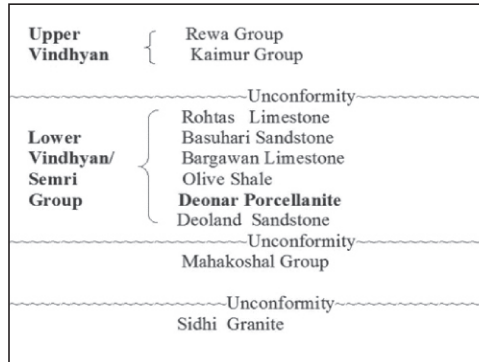 Upper Rewa Group
Vindhyan Kaimur Group
Unconformity
Rohtas Limestone
Lower Basuhari Sandstone
Vindhyan/ Bargawan Limestone
Semri Olive Shale
Group Deonar Porcellanite
Deoland Sandstone
Unconformity
Mahakoshal Group
Unconformity
Sidhi Granite